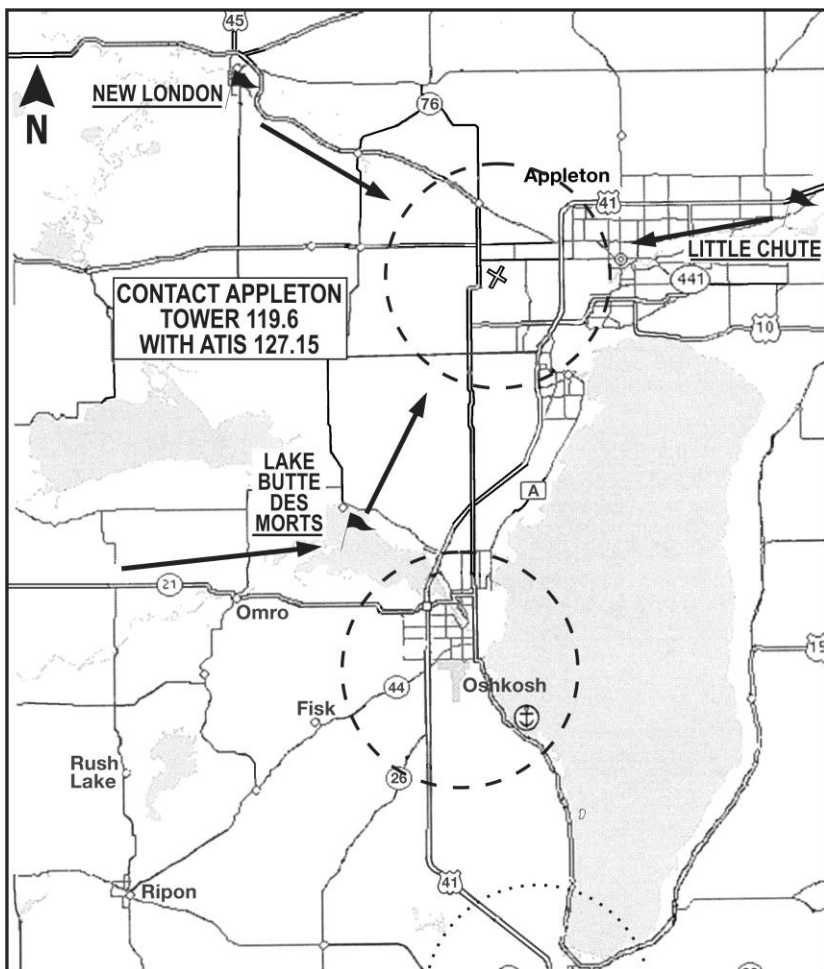 45
NEW LONDON
N
76
Appleton
41
LITTLE CHUTE
441
CONTACT APPLETON
TOWER 119.6
WITH ATIS 127.15
10
LAKE
BUTTE
DES
MORTS
A
21
Omro
15
44
Oshkosh
Fisk
Rush
Lake
26
Ripon
41